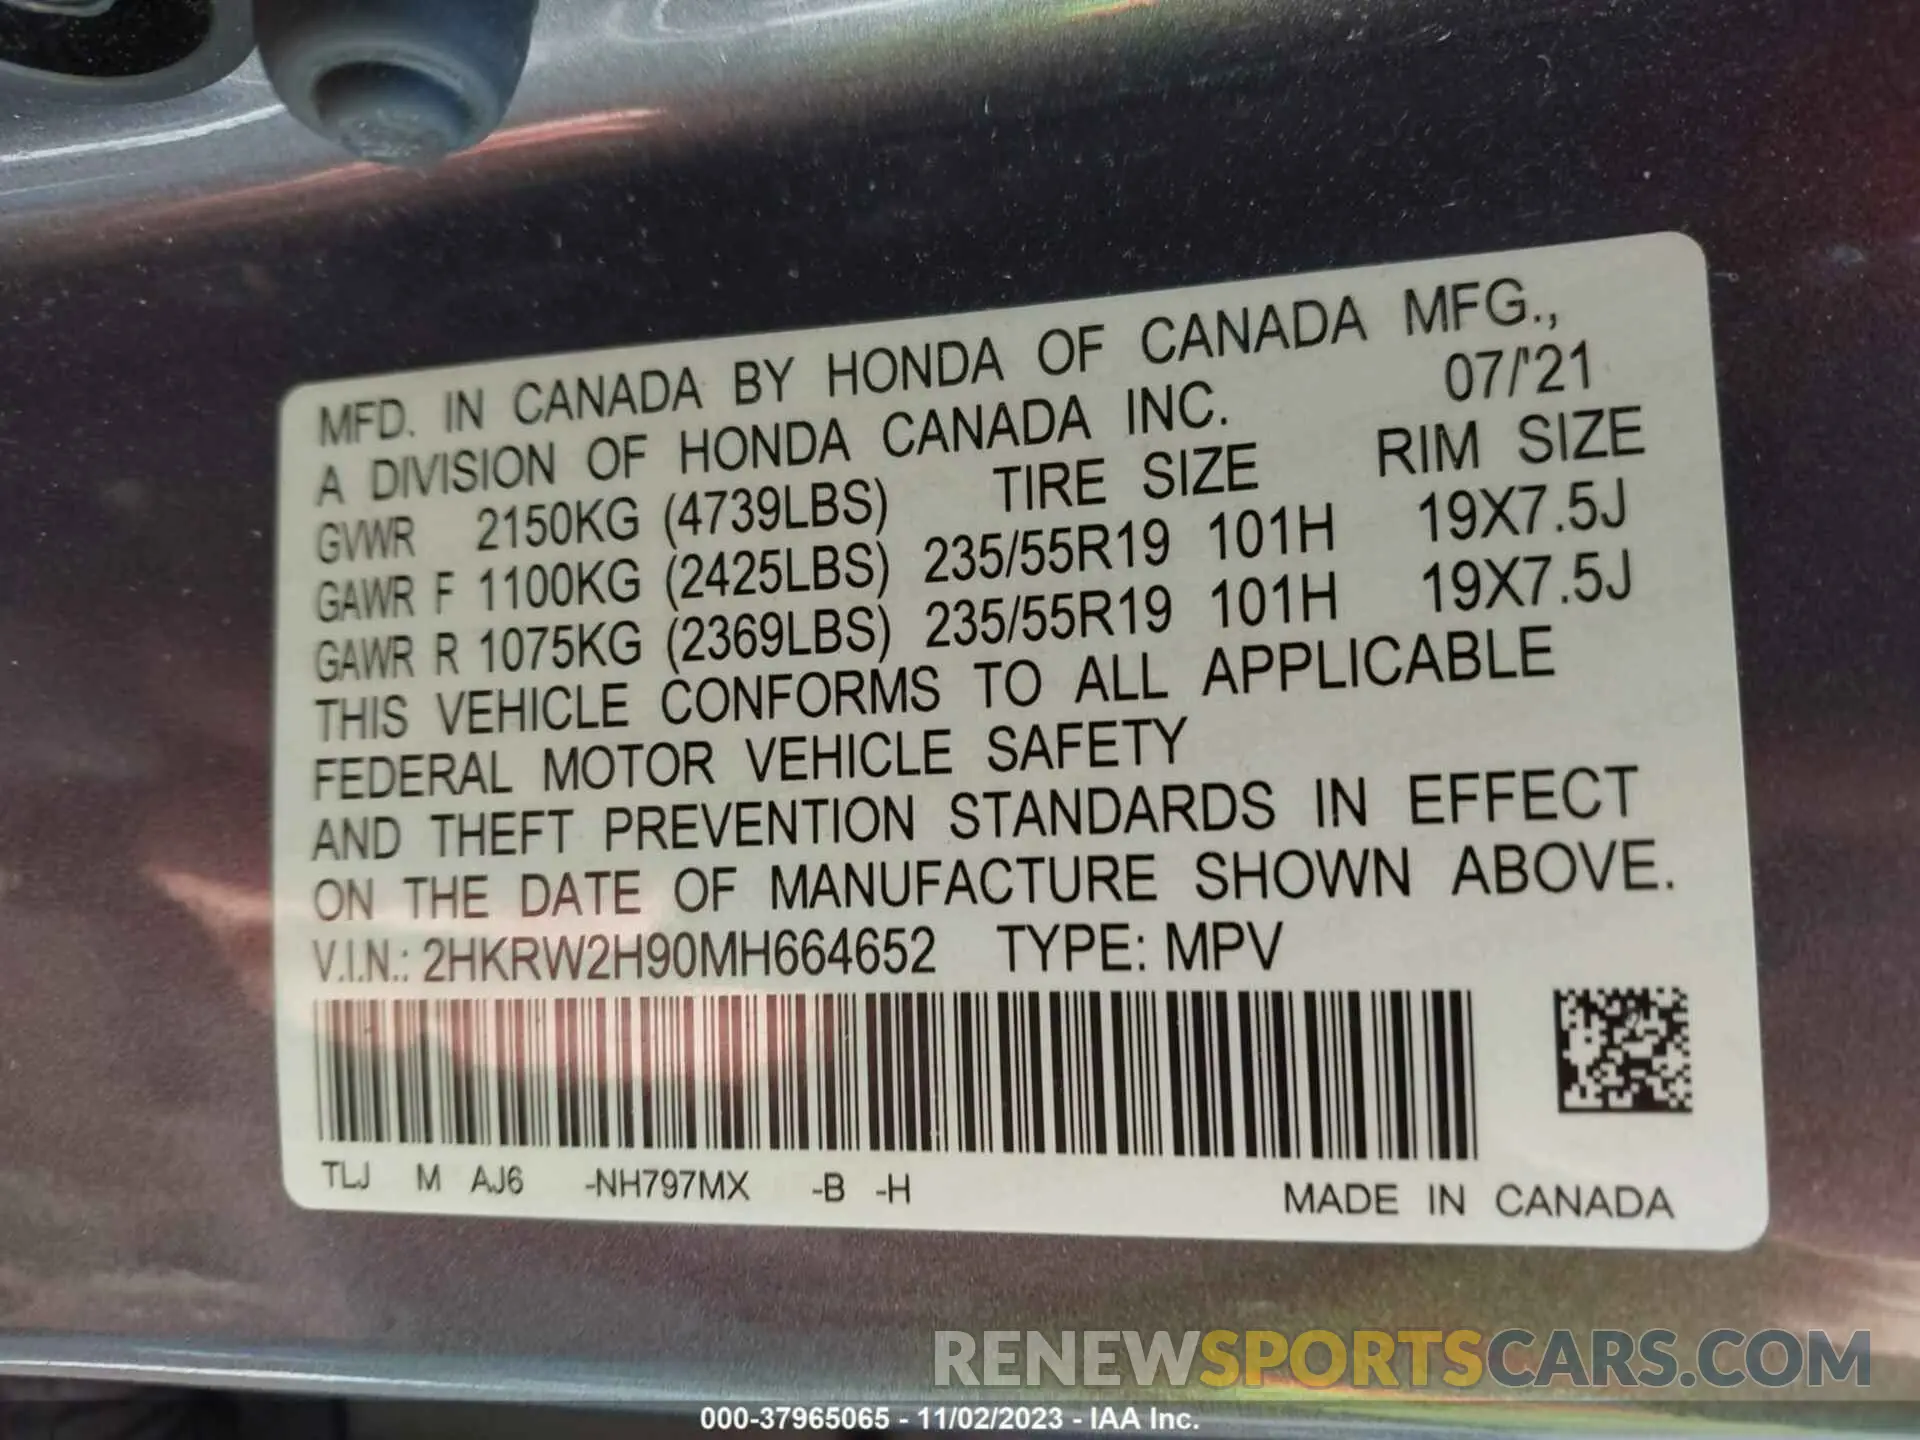 MFD. IN CANADA BY HONDA OF CANADA MFG.,
A DIVISION OF HONDA CANADA INC. 07/'21
GVWR 2150KG (4739LBS) TIRE SIZE RIM SIZE
GAWR F 1100KG (2425LBS) 235/55R19 101H 19X7.5J
GAWR R 1075KG (2369LBS) 235/55R19 101H 19X7.5J
THIS VEHICLE CONFORMS TO ALL APPLICABLE
FEDERAL MOTOR VEHICLE SAFETY
AND THEFT PREVENTION STANDARDS IN EFFECT
ON THE DATE OF MANUFACTURE SHOWN ABOVE.
V.I.N.: 2HKRW2H90MH664652 TYPE: MPV
TLJ M AJ6 -NH797MX -B -H MADE IN CANADA
RENEWSPORTSCARS.COM
000-37965065 - 11/02/2023 - IAA Inc.